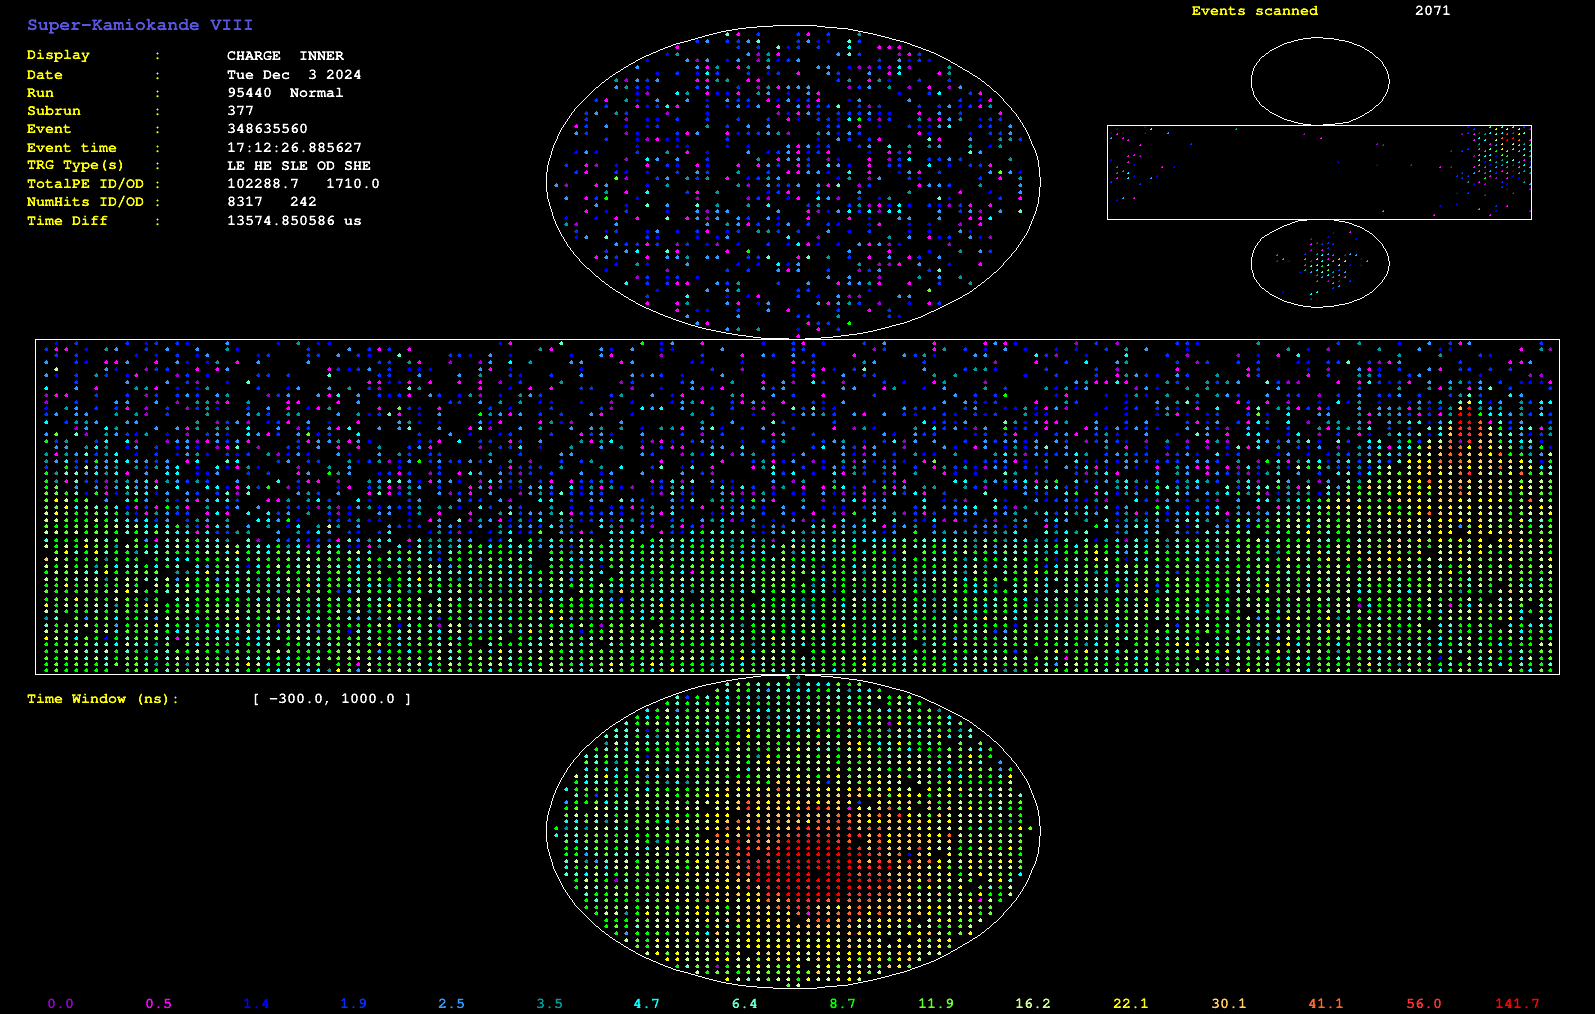 Super-Kamiokande VIII
Events scanned 2071
Display : CHARGE INNER
Date : Tue Dec 3 2024
Run : 95440 Normal
Subrun : 377
Event : 348635560
Event time : 17:12:26.885627
TRG Type(s) : LE HE SLE OD SHE
TotalPE ID/OD : 102288.7 1710.0
NumHits ID/OD : 8317 242
Time Diff : 13574.850586 us
Time Window (ns): [ -300.0, 1000.0 ]
0.0 0.5 1.4 1.9 2.5 3.5 4.7 6.4 8.7 11.9 16.2 22.1 30.1 41.1 56.0 141.7